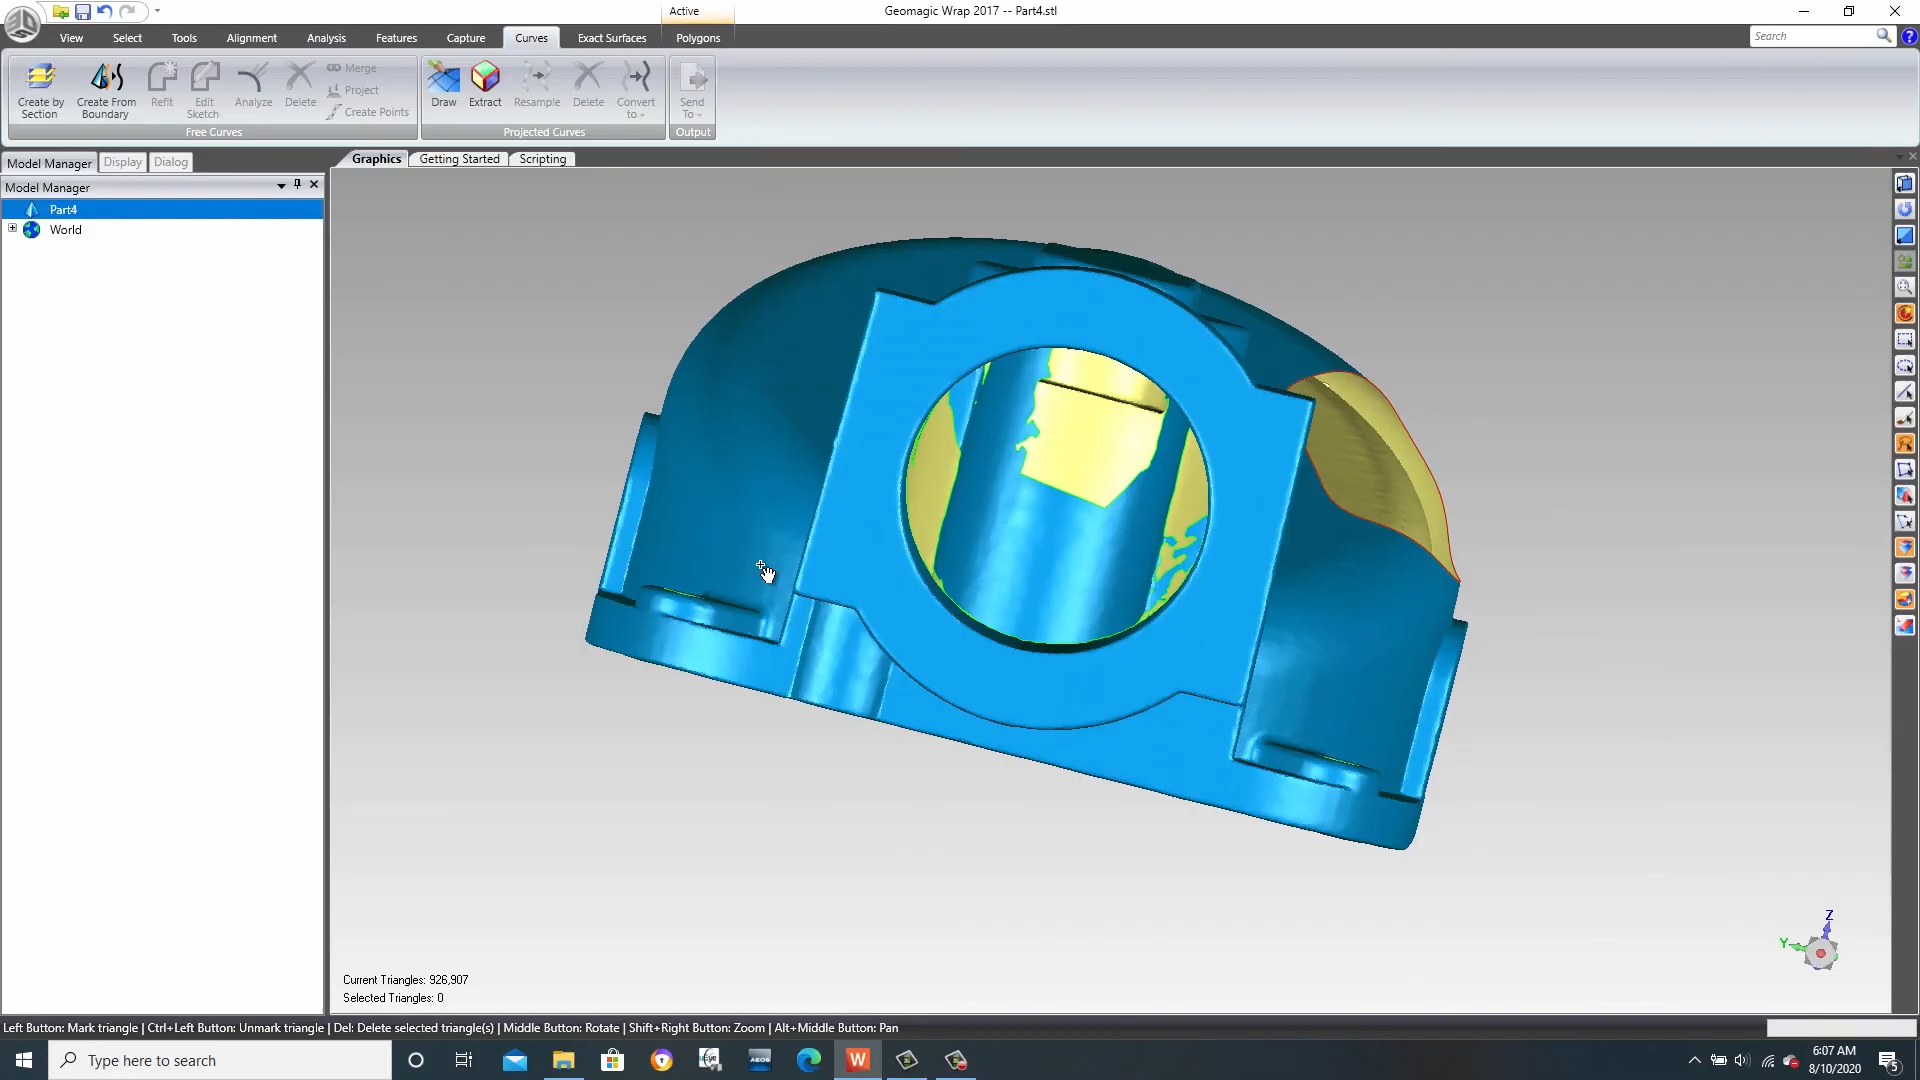 Active
Geomagic Wrap 2017 -- Part4.stl
View Select Tools Alignment Analysis Features Capture Curves Exact Surfaces Polygons
Search
Create by Section
Create From Boundary
Refit
Edit Sketch
Analyze
Delete
Merge
Project
Create Points
Free Curves
Draw
Extract
Resample
Delete
Convert to
Projected Curves
Send To
Output
Model Manager Display Dialog
Graphics Getting Started Scripting
Model Manager
Part4
World
Z
Y
Current Triangles: 926,907
Selected Triangles: 0
Left Button: Mark triangle | Ctrl+Left Button: Unmark triangle | Del: Delete selected triangle(s) | Middle Button: Rotate | Shift+Right Button: Zoom | Alt+Middle Button: Pan
Type here to search
6:07 AM
8/10/2020
5